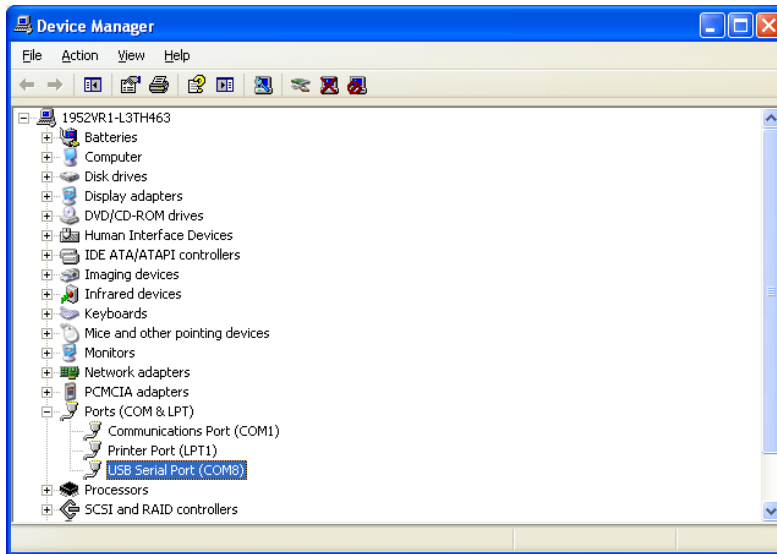 Device Manager
File Action View Help
1952VR1-L3TH463
Batteries
Computer
Disk drives
Display adapters
DVD/CD-ROM drives
Human Interface Devices
IDE ATA/ATAPI controllers
Imaging devices
Infrared devices
Keyboards
Mice and other pointing devices
Monitors
Network adapters
PCMCIA adapters
Ports (COM & LPT)
Communications Port (COM1)
Printer Port (LPT1)
USB Serial Port (COM8)
Processors
SCSI and RAID controllers